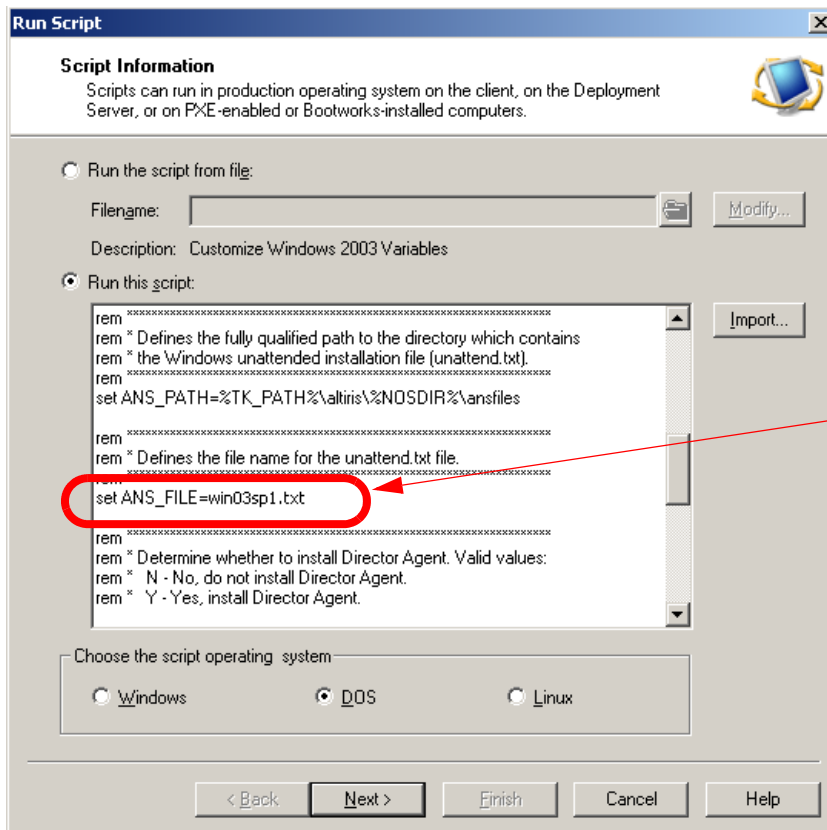 Run Script
Script Information
Scripts can run in production operating system on the client, on the Deployment
Server, or on PXE-enabled or Bootworks-installed computers.
Run the script from file:
Filename:
Modify...
Description: Customize Windows 2003 Variables
Run this script:
Import...
rem **********************************************************************
rem * Defines the fully qualified path to the directory which contains
rem * the Windows unattended installation file (unattend.txt).
rem **********************************************************************
set ANS_PATH=%TK_PATH%\altiris\%NOSDIR%\ansfiles
rem **********************************************************************
rem * Defines the file name for the unattend.txt file.
rem **********************************************************************
set ANS_FILE=win03sp1.txt
rem **********************************************************************
rem * Determine whether to install Director Agent. Valid values:
rem * N - No, do not install Director Agent.
rem * Y - Yes, install Director Agent.
Choose the script operating system
Windows
DOS
Linux
< Back
Next >
Finish
Cancel
Help